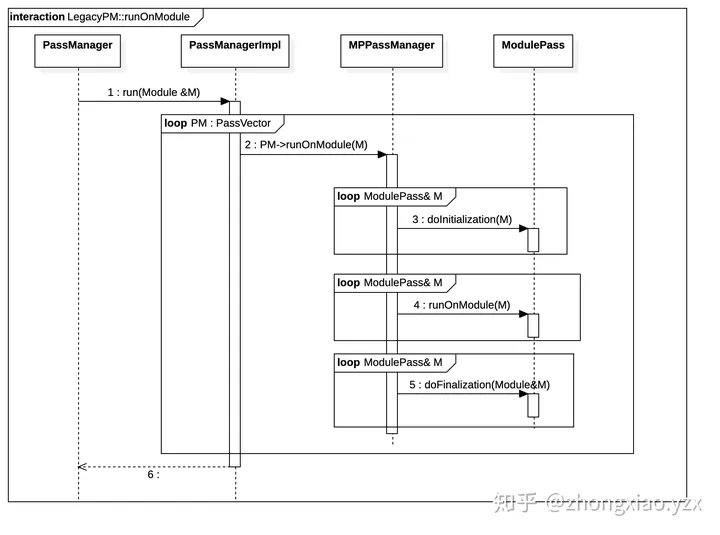 interaction LegacyPM::runOnModule
PassManager
PassManagerImpl
MPPassManager
ModulePass
1 : run(Module &M)
loop PM : PassVector
2 : PM->runOnModule(M)
loop ModulePass& M
3 : doInitialization(M)
loop ModulePass& M
4 : runOnModule(M)
loop ModulePass& M
5 : doFinalization(Module&M)
6 :
知乎 @zhongxiao.yzx